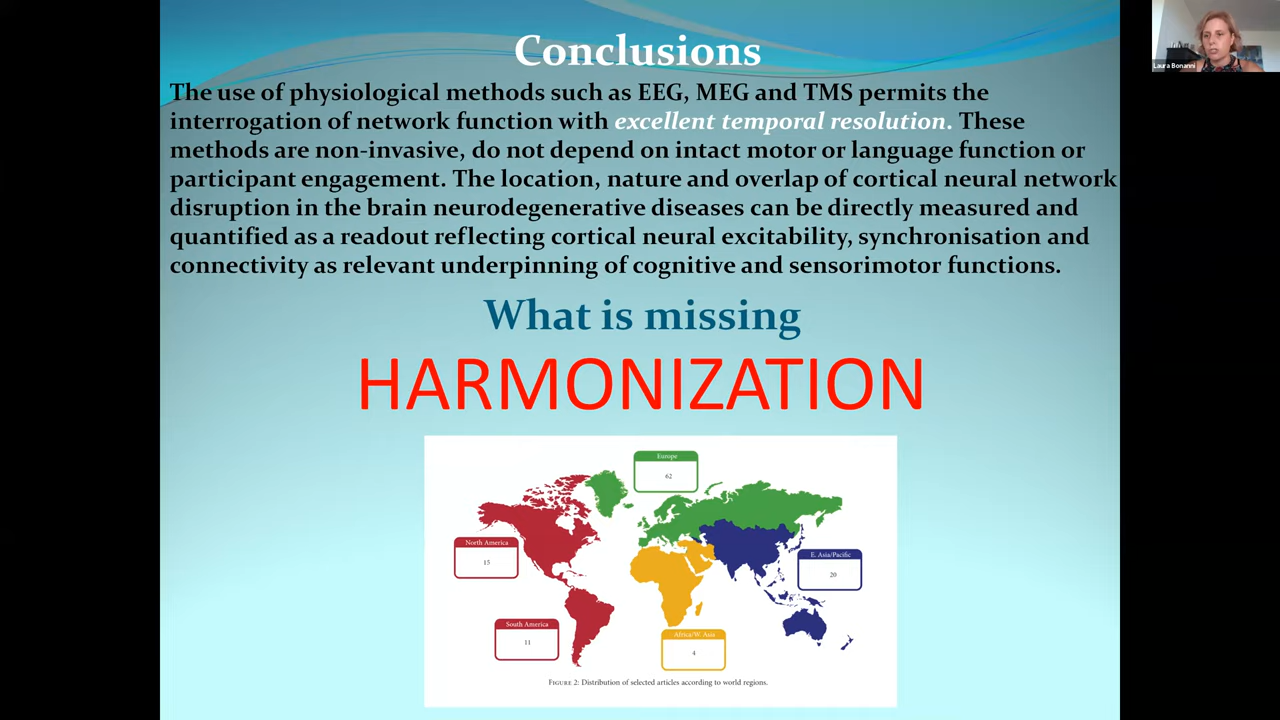 Conclusions
The use of physiological methods such as EEG, MEG and TMS permits the
interrogation of network function with excellent temporal resolution. These
methods are non-invasive, do not depend on intact motor or language function or
participant engagement. The location, nature and overlap of cortical neural network
disruption in the brain neurodegenerative diseases can be directly measured and
quantified as a readout reflecting cortical neural excitability, synchronisation and
connectivity as relevant underpinning of cognitive and sensorimotor functions.
What is missing
HARMONIZATION
Europe
62
North America
15
E. Asia/Pacific
20
South America
11
Africa/W. Asia
4
FIGURE 2: Distribution of selected articles according to world regions.
Laura Bonanni